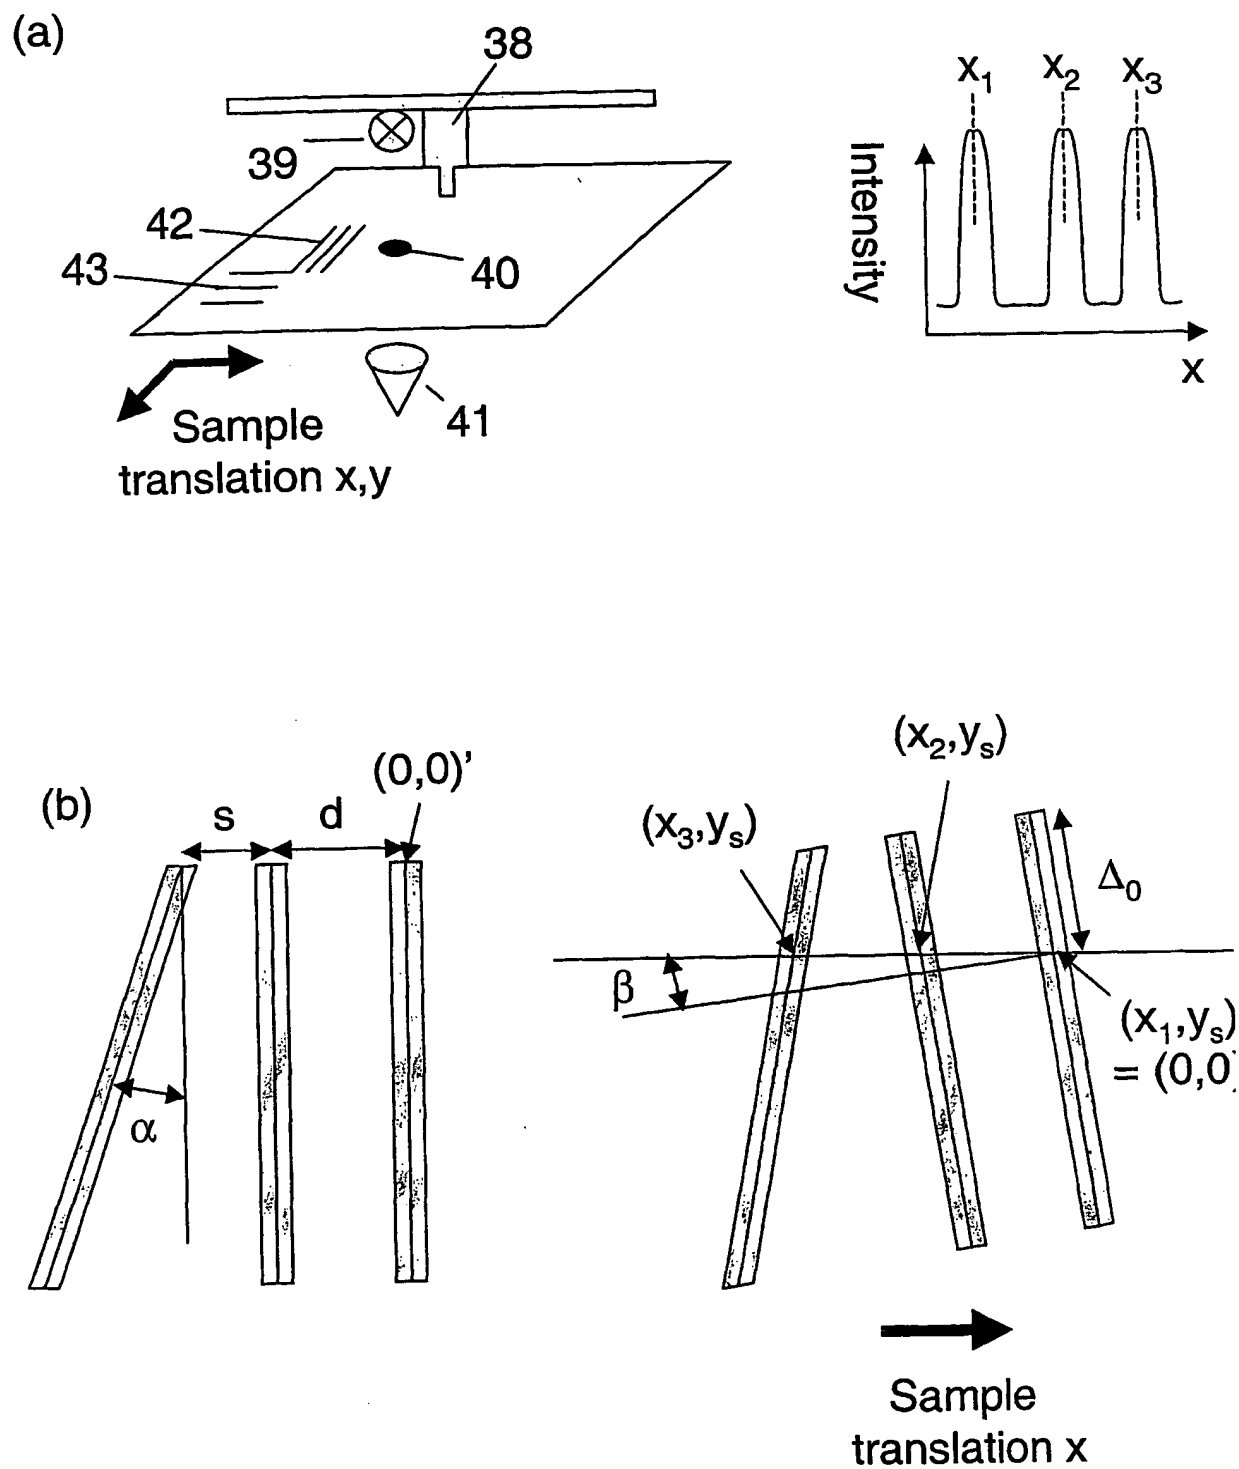 (a)
38
39
42
43
40
41
Sample
translation x,y
x₁ x₂ x₃
Intensity
x
(b)
s
d
(0,0)’
α
(x₂,yₛ)
(x₃,yₛ)
Δ₀
β
(x₁,yₛ)
= (0,0)
Sample
translation x